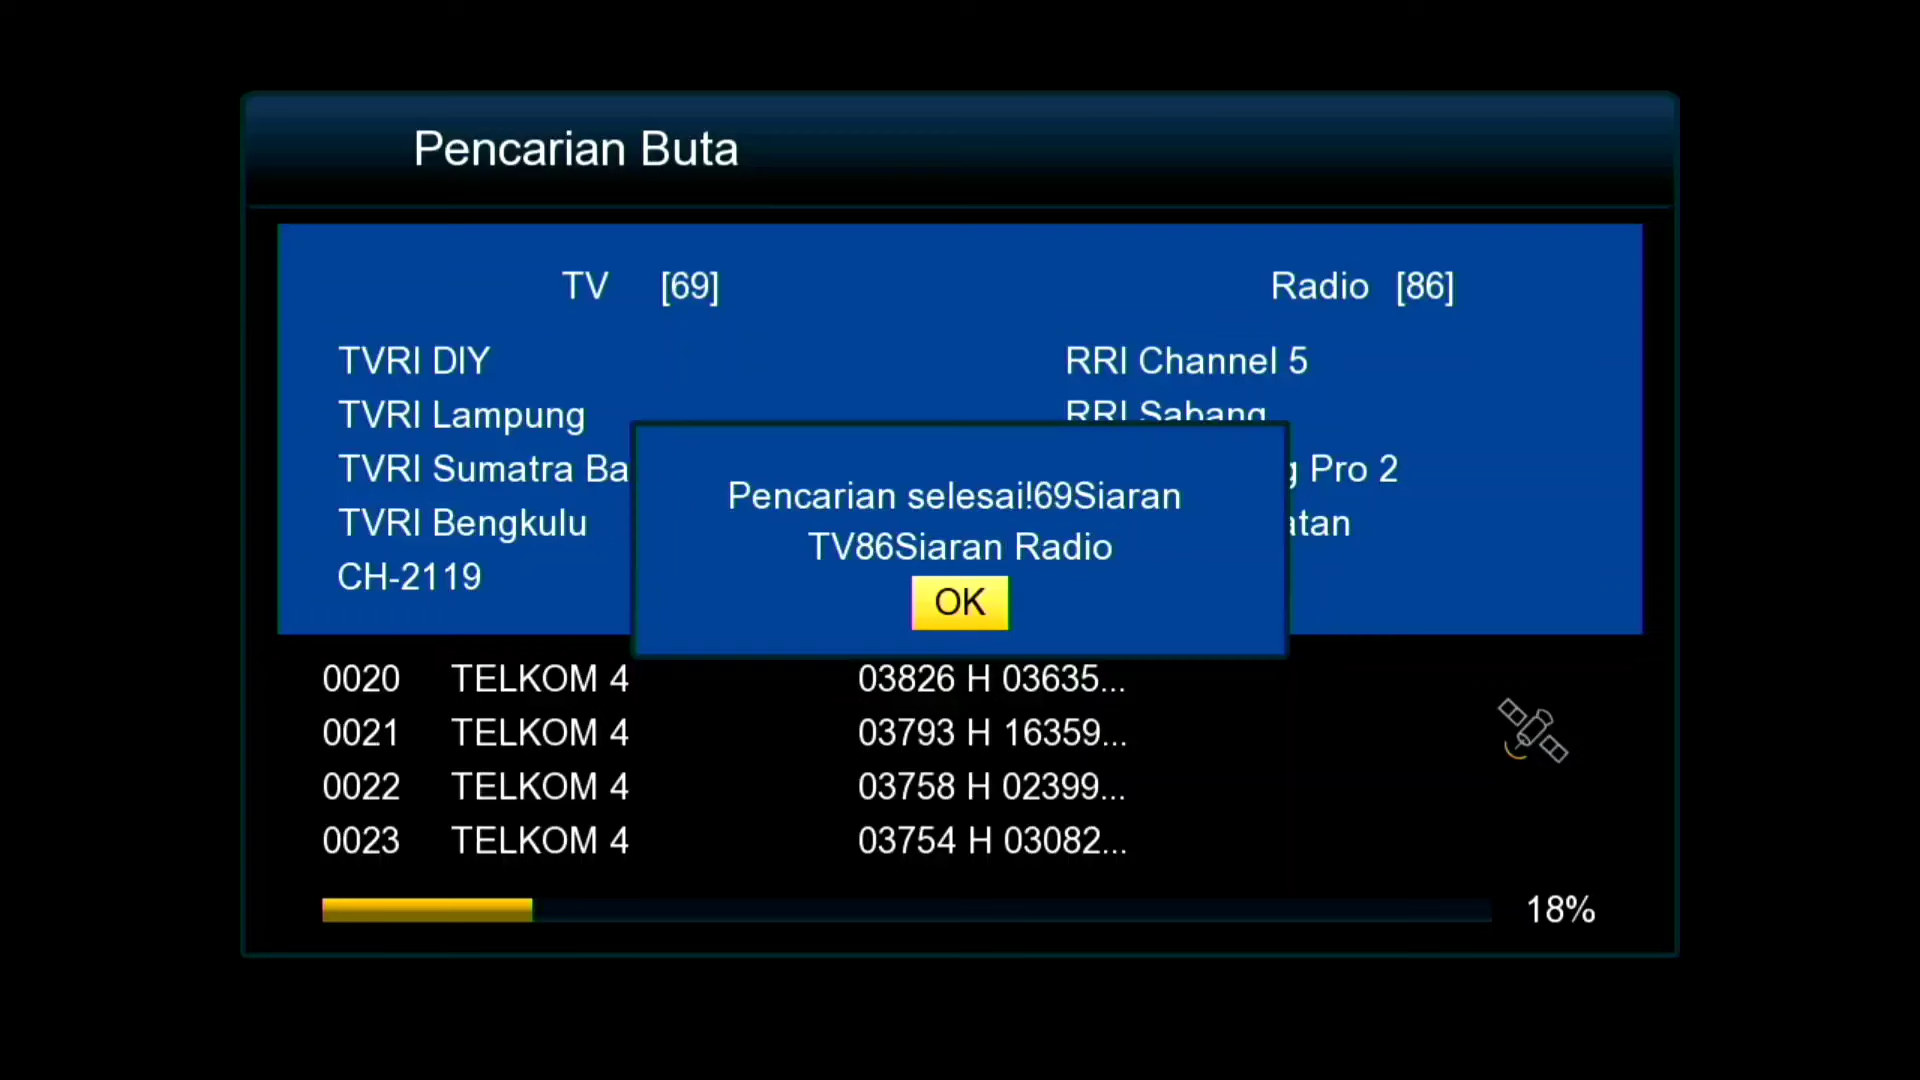 Pencarian Buta
TV [69]
Radio [86]
TVRI DIY
RRI Channel 5
TVRI Lampung
RRI Sabang
TVRI Sumatra Ba
Pro 2
TVRI Bengkulu
CH-2119
Pencarian selesai!69Siaran
TV86Siaran Radio
OK
0020 TELKOM 4 03826 H 03635...
0021 TELKOM 4 03793 H 16359...
0022 TELKOM 4 03758 H 02399...
0023 TELKOM 4 03754 H 03082...
18%